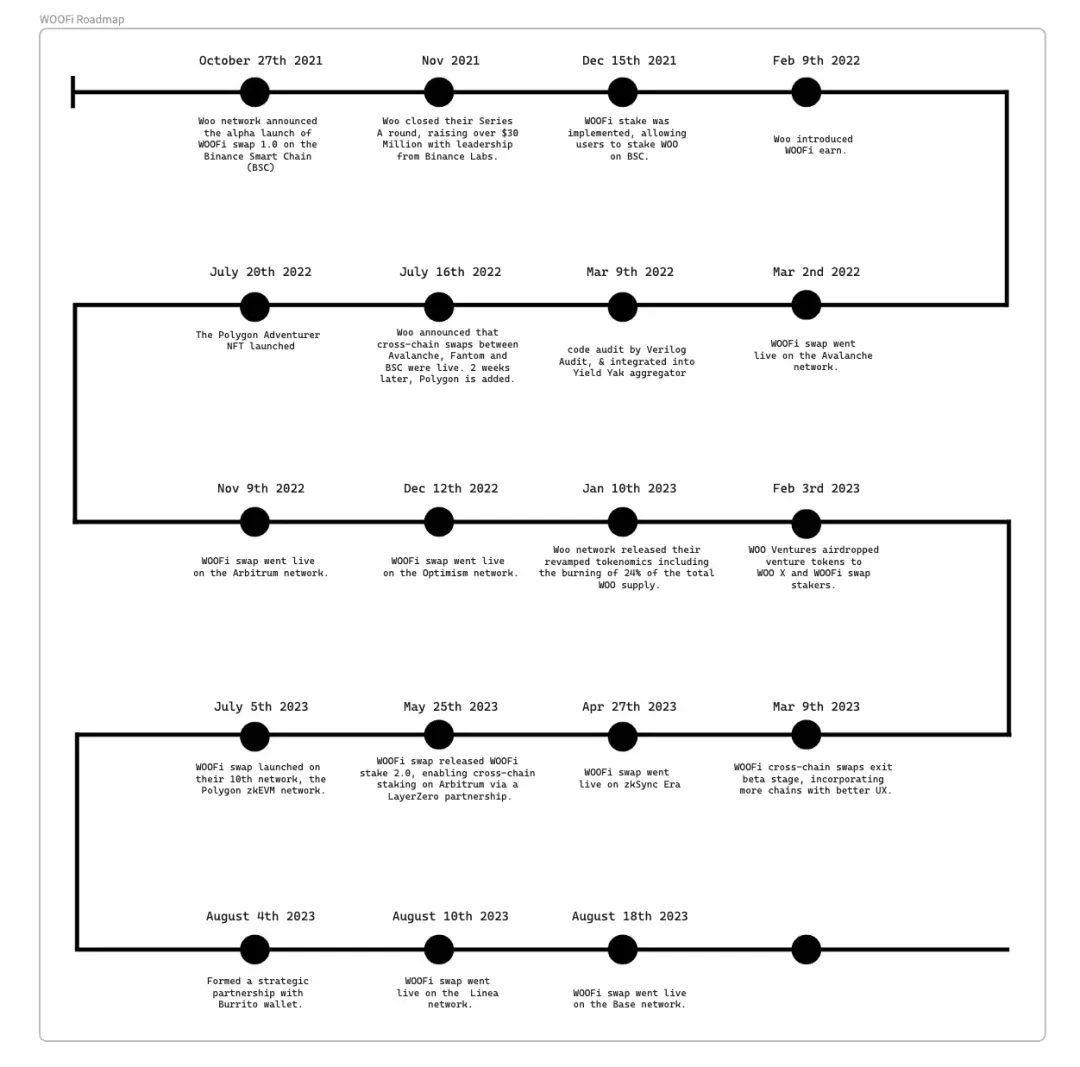 WOOFi Roadmap
October 27th 2021
Woo network announced
the alpha launch of
WOOFi swap 1.0 on the
Binance Smart Chain
(BSC)
Nov 2021
Woo closed their Series
A round, raising over $30
Million with leadership
from Binance Labs.
Dec 15th 2021
WOOFi stake was
implemented, allowing
users to stake WOO
on BSC.
Feb 9th 2022
Woo introduced
WOOFi earn.
Mar 2nd 2022
WOOFi swap went
live on the Avalanche
network.
Mar 9th 2022
code audit by Verilog
Audit, & integrated into
Yield Yak aggregator
July 16th 2022
Woo announced that
cross-chain swaps between
Avalanche, Fantom and
BSC were live. 2 weeks
later, Polygon is added.
July 20th 2022
The Polygon Adventurer
NFT launched
Nov 9th 2022
WOOFi swap went live
on the Arbitrum network.
Dec 12th 2022
WOOFi swap went live
on the Optimism network.
Jan 10th 2023
Woo network released their
revamped tokenomics including
the burning of 24% of the total
WOO supply.
Feb 3rd 2023
WOO Ventures airdropped
venture tokens to
WOO X and WOOFi swap
stakers.
Mar 9th 2023
WOOFi cross-chain swaps exit
beta stage, incorporating
more chains with better UX.
Apr 27th 2023
WOOFi swap went
live on zkSync Era
May 25th 2023
WOOFi swap released WOOFi
stake 2.0, enabling cross-chain
staking on Arbitrum via a
LayerZero partnership.
July 5th 2023
WOOFi swap launched on
their 10th network, the
Polygon zkEVM network.
August 4th 2023
Formed a strategic
partnership with
Burrito wallet.
August 10th 2023
WOOFi swap went
live on the Linea
network.
August 18th 2023
WOOFi swap went live
on the Base network.